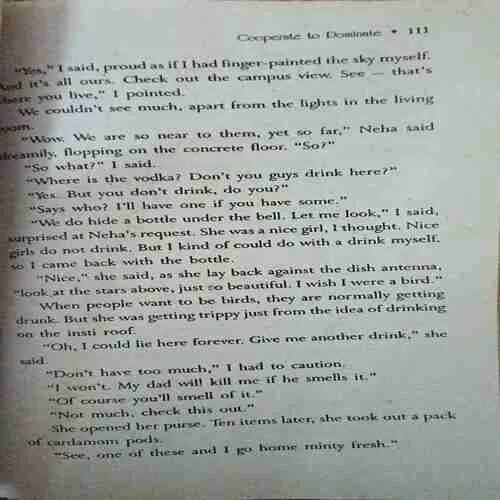 Cooperate to Dominate • 111
"Yes," I said, proud as if I had finger-painted the sky myself.
And it's all ours. Check out the campus view. See — that's
where you live," I pointed.
We couldn't see much, apart from the lights in the living
room.
"Wow. We are so near to them, yet so far," Neha said
dreamily, flopping on the concrete floor. "So?"
"So what?" I said.
"Where is the vodka? Don't you guys drink here?"
"Yes. But you don't drink, do you?"
"Says who? I'll have one if you have some."
"We do hide a bottle under the bell. Let me look," I said,
surprised at Neha's request. She was a nice girl, I thought. Nice
girls do not drink. But I kind of could do with a drink myself,
so I came back with the bottle.
"Nice," she said, as she lay back against the dish antenna,
"look at the stars above, just so beautiful. I wish I were a bird."
When people want to be birds, they are normally getting
drunk. But she was getting trippy just from the idea of drinking
on the insti roof.
"Oh, I could lie here forever. Give me another drink," she
said.
"Don't have too much," I had to caution.
"I won't. My dad will kill me if he smells it."
"Of course you'll smell of it."
"Not much, check this out."
She opened her purse. Ten items later, she took out a pack
of cardamom pods.
"See, one of these and I go home minty fresh."